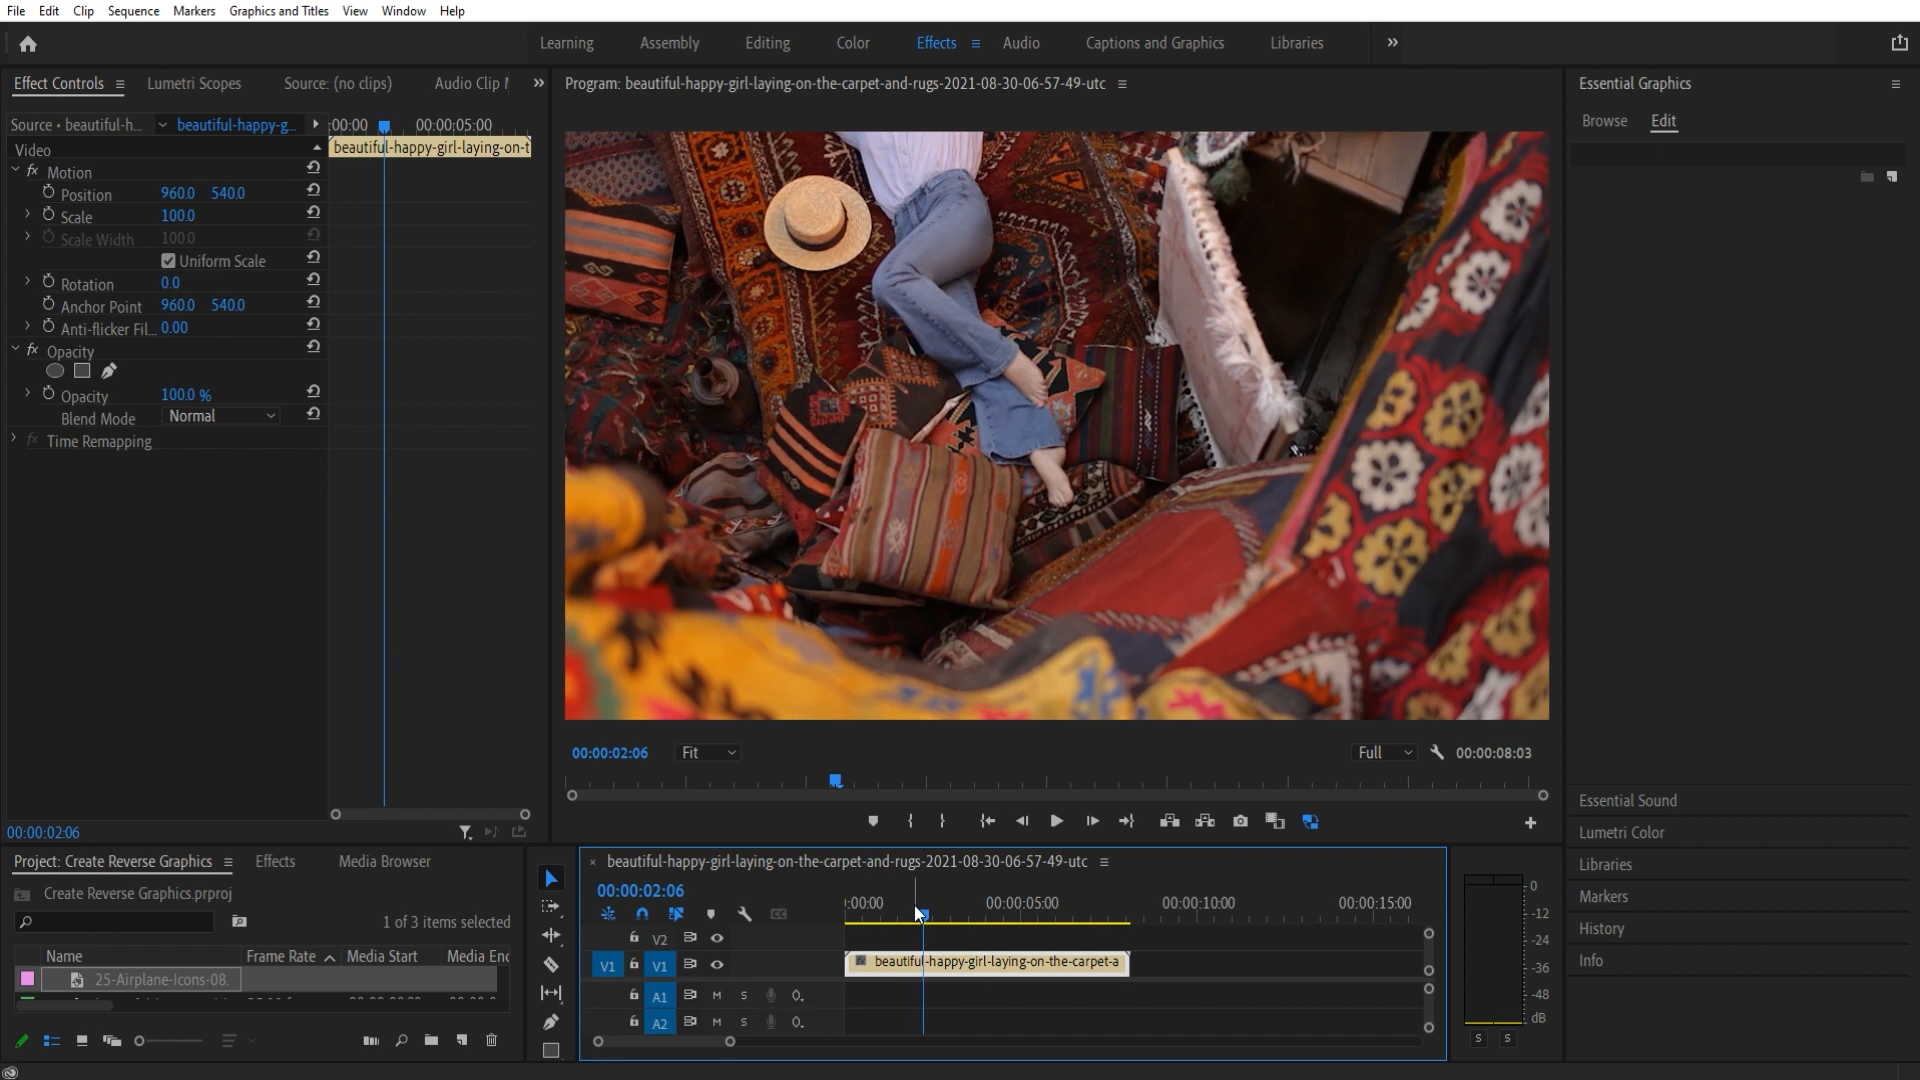 File Edit Clip Sequence Markers Graphics and Titles View Window Help
Learning Assembly Editing Color Effects Audio Captions and Graphics Libraries
Effect Controls Lumetri Scopes Source: (no clips) Audio Clip
Source • beautiful-h... beautiful-happy-g...
:00:00 00:00:05:00
Video
beautiful-happy-girl-laying-on-t
fx Motion
Position 960.0 540.0
Scale 100.0
Scale Width 100.0
Uniform Scale
Rotation 0.0
Anchor Point 960.0 540.0
Anti-flicker Fil... 0.00
fx Opacity
Opacity 100.0 %
Blend Mode Normal
fx Time Remapping
00:00:02:06
Program: beautiful-happy-girl-laying-on-the-carpet-and-rugs-2021-08-30-06-57-49-utc
00:00:02:06 Fit Full 00:00:08:03
Essential Graphics
Browse Edit
Essential Sound
Lumetri Color
Libraries
Markers
History
Info
Project: Create Reverse Graphics Effects Media Browser
Create Reverse Graphics.prproj
1 of 3 items selected
Name Frame Rate Media Start Media End
25-Airplane-Icons-08.
beautiful-happy-girl-laying-on-the-carpet-and-rugs-2021-08-30-06-57-49-utc
00:00:02:06
:00:00 00:00:05:00 00:00:10:00 00:00:15:00
V2
V1 V1 beautiful-happy-girl-laying-on-the-carpet-a
A1 M S
A2 M S
0
-12
-24
-36
-48
dB
S S